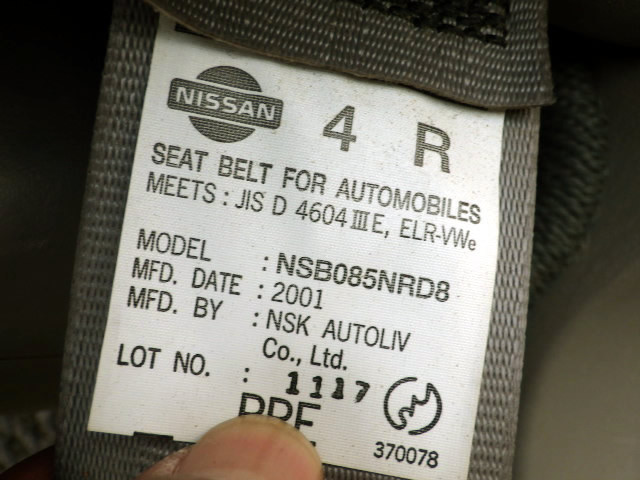 NISSAN 4 R
SEAT BELT FOR AUTOMOBILES
MEETS : JIS D 4604 III E, ELR-VWe
MODEL : NSB085NRD8
MFD. DATE : 2001
MFD. BY : NSK AUTOLIV
Co., Ltd.
LOT NO. : 1117
370078